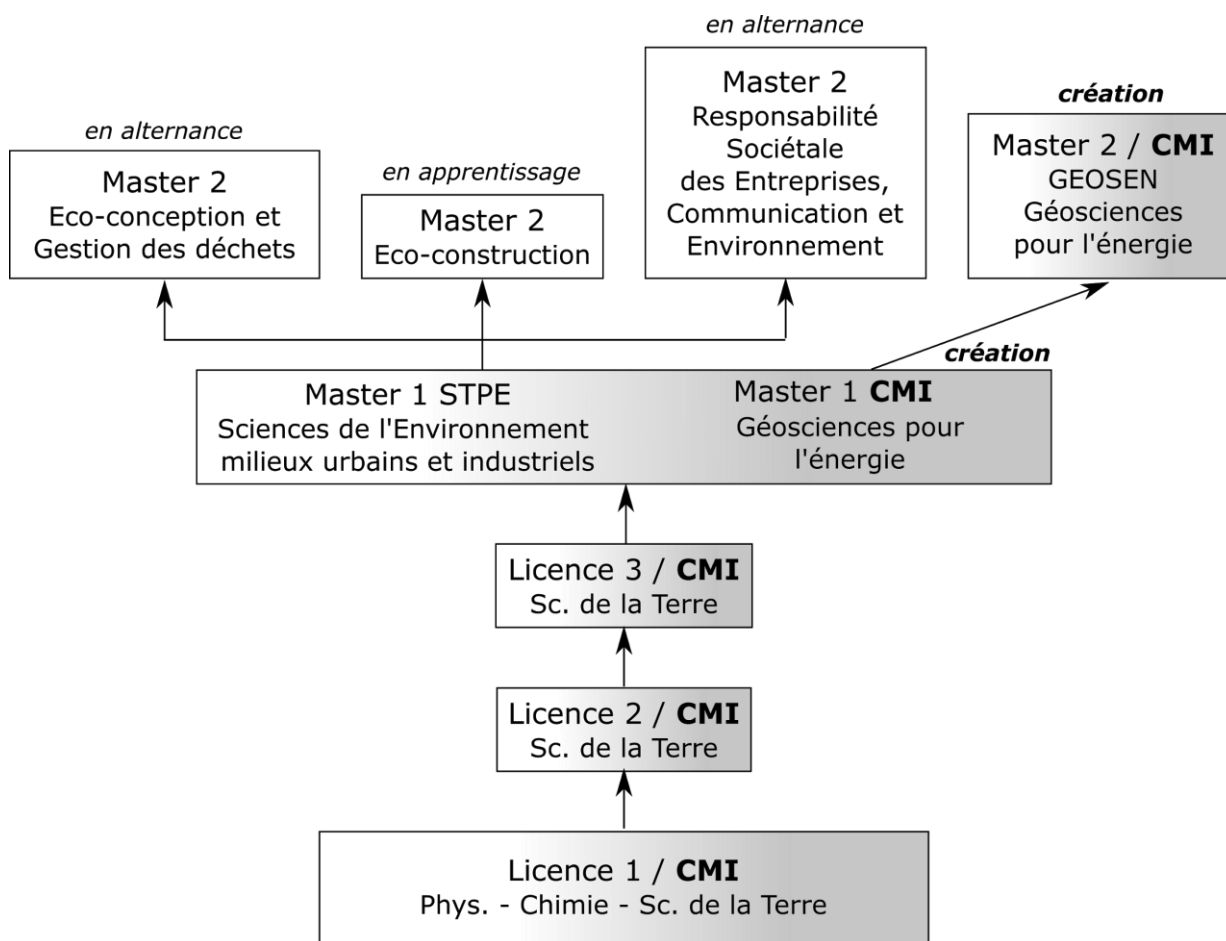 en alternance
Master 2
Eco-conception et
Gestion des déchets
en apprentissage
Master 2
Eco-construction
en alternance
Master 2
Responsabilité
Sociétale
des Entreprises,
Communication et
Environnement
création
Master 2 / CMI
GEOSEN
Géosciences
pour l'énergie
création
Master 1 STPE
Sciences de l'Environnement
milieux urbains et industriels
Master 1 CMI
Géosciences pour
l'énergie
Licence 3 / CMI
Sc. de la Terre
Licence 2 / CMI
Sc. de la Terre
Licence 1 / CMI
Phys. - Chimie - Sc. de la Terre